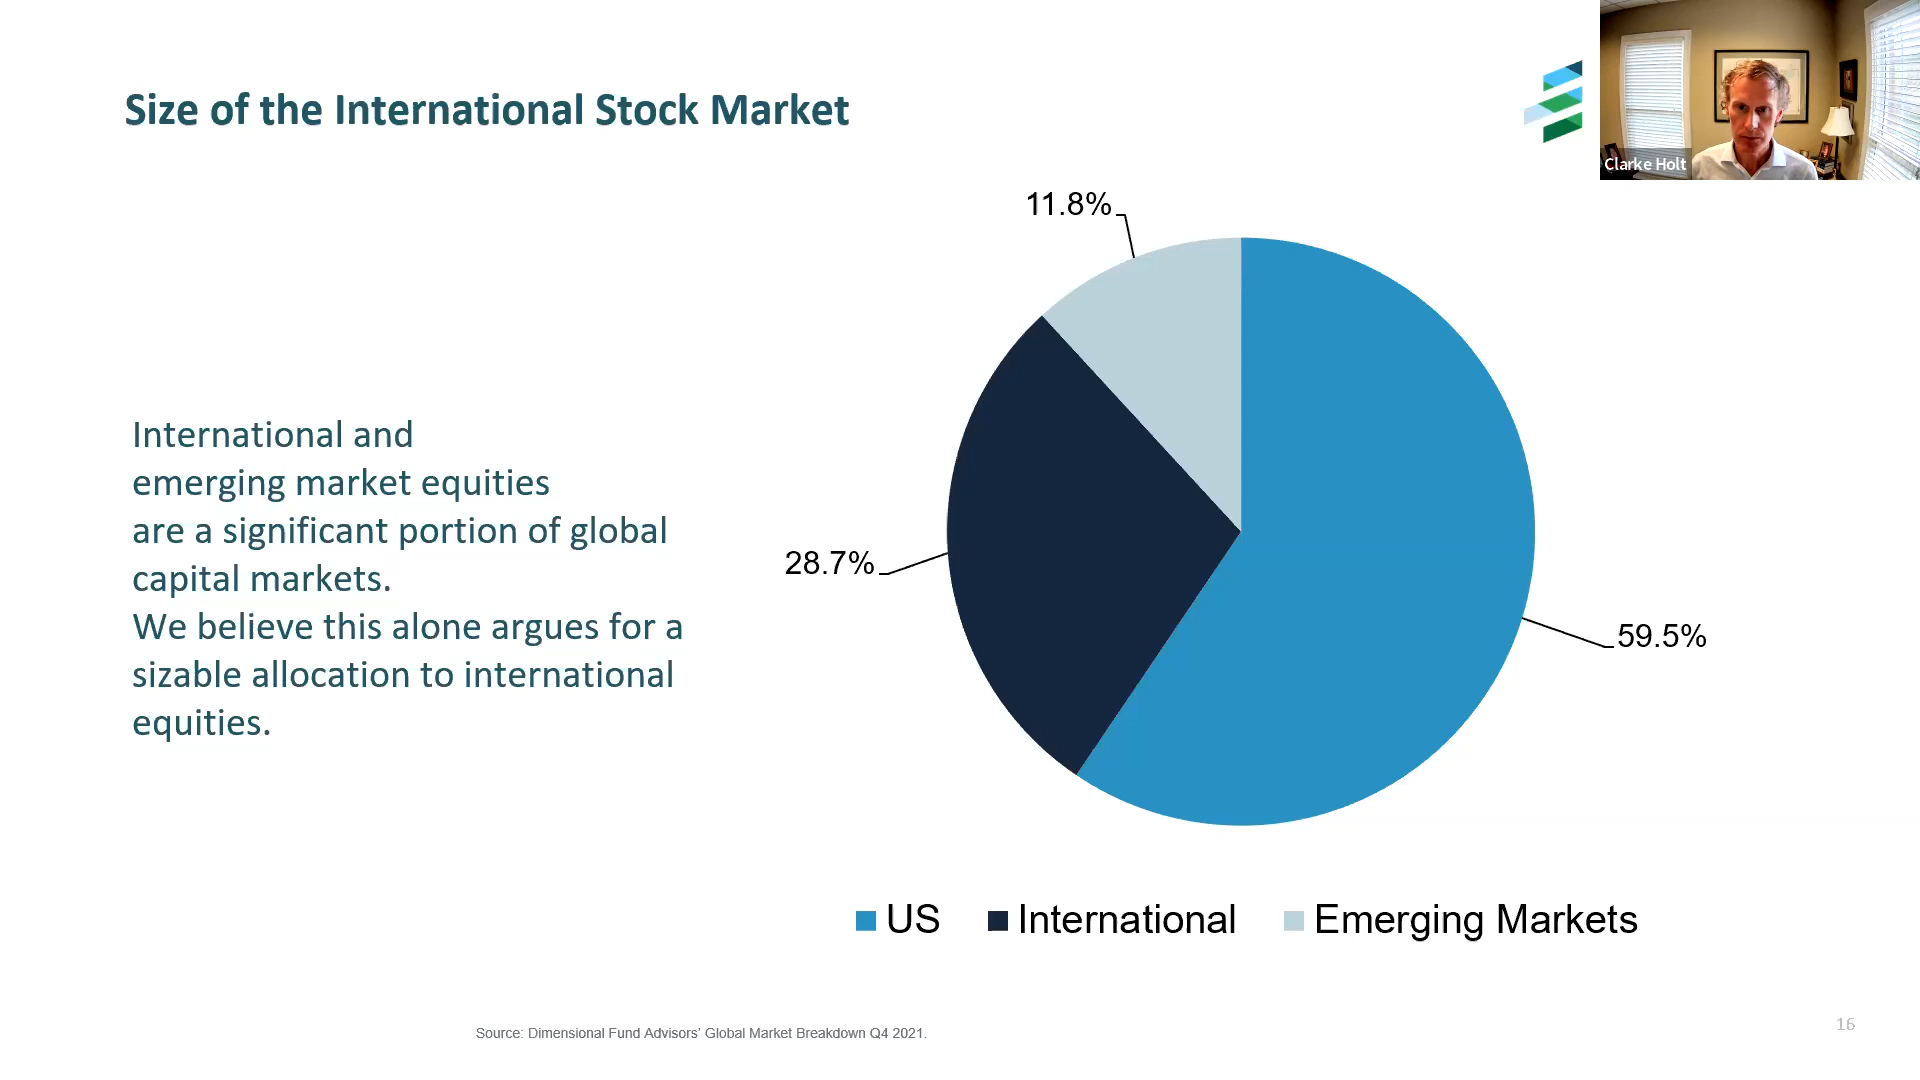 Size of the International Stock Market
Clarke Holt
International and
emerging market equities
are a significant portion of global
capital markets.
We believe this alone argues for a
sizable allocation to international
equities.
11.8%
28.7%
59.5%
US International Emerging Markets
Source: Dimensional Fund Advisors’ Global Market Breakdown Q4 2021.
16